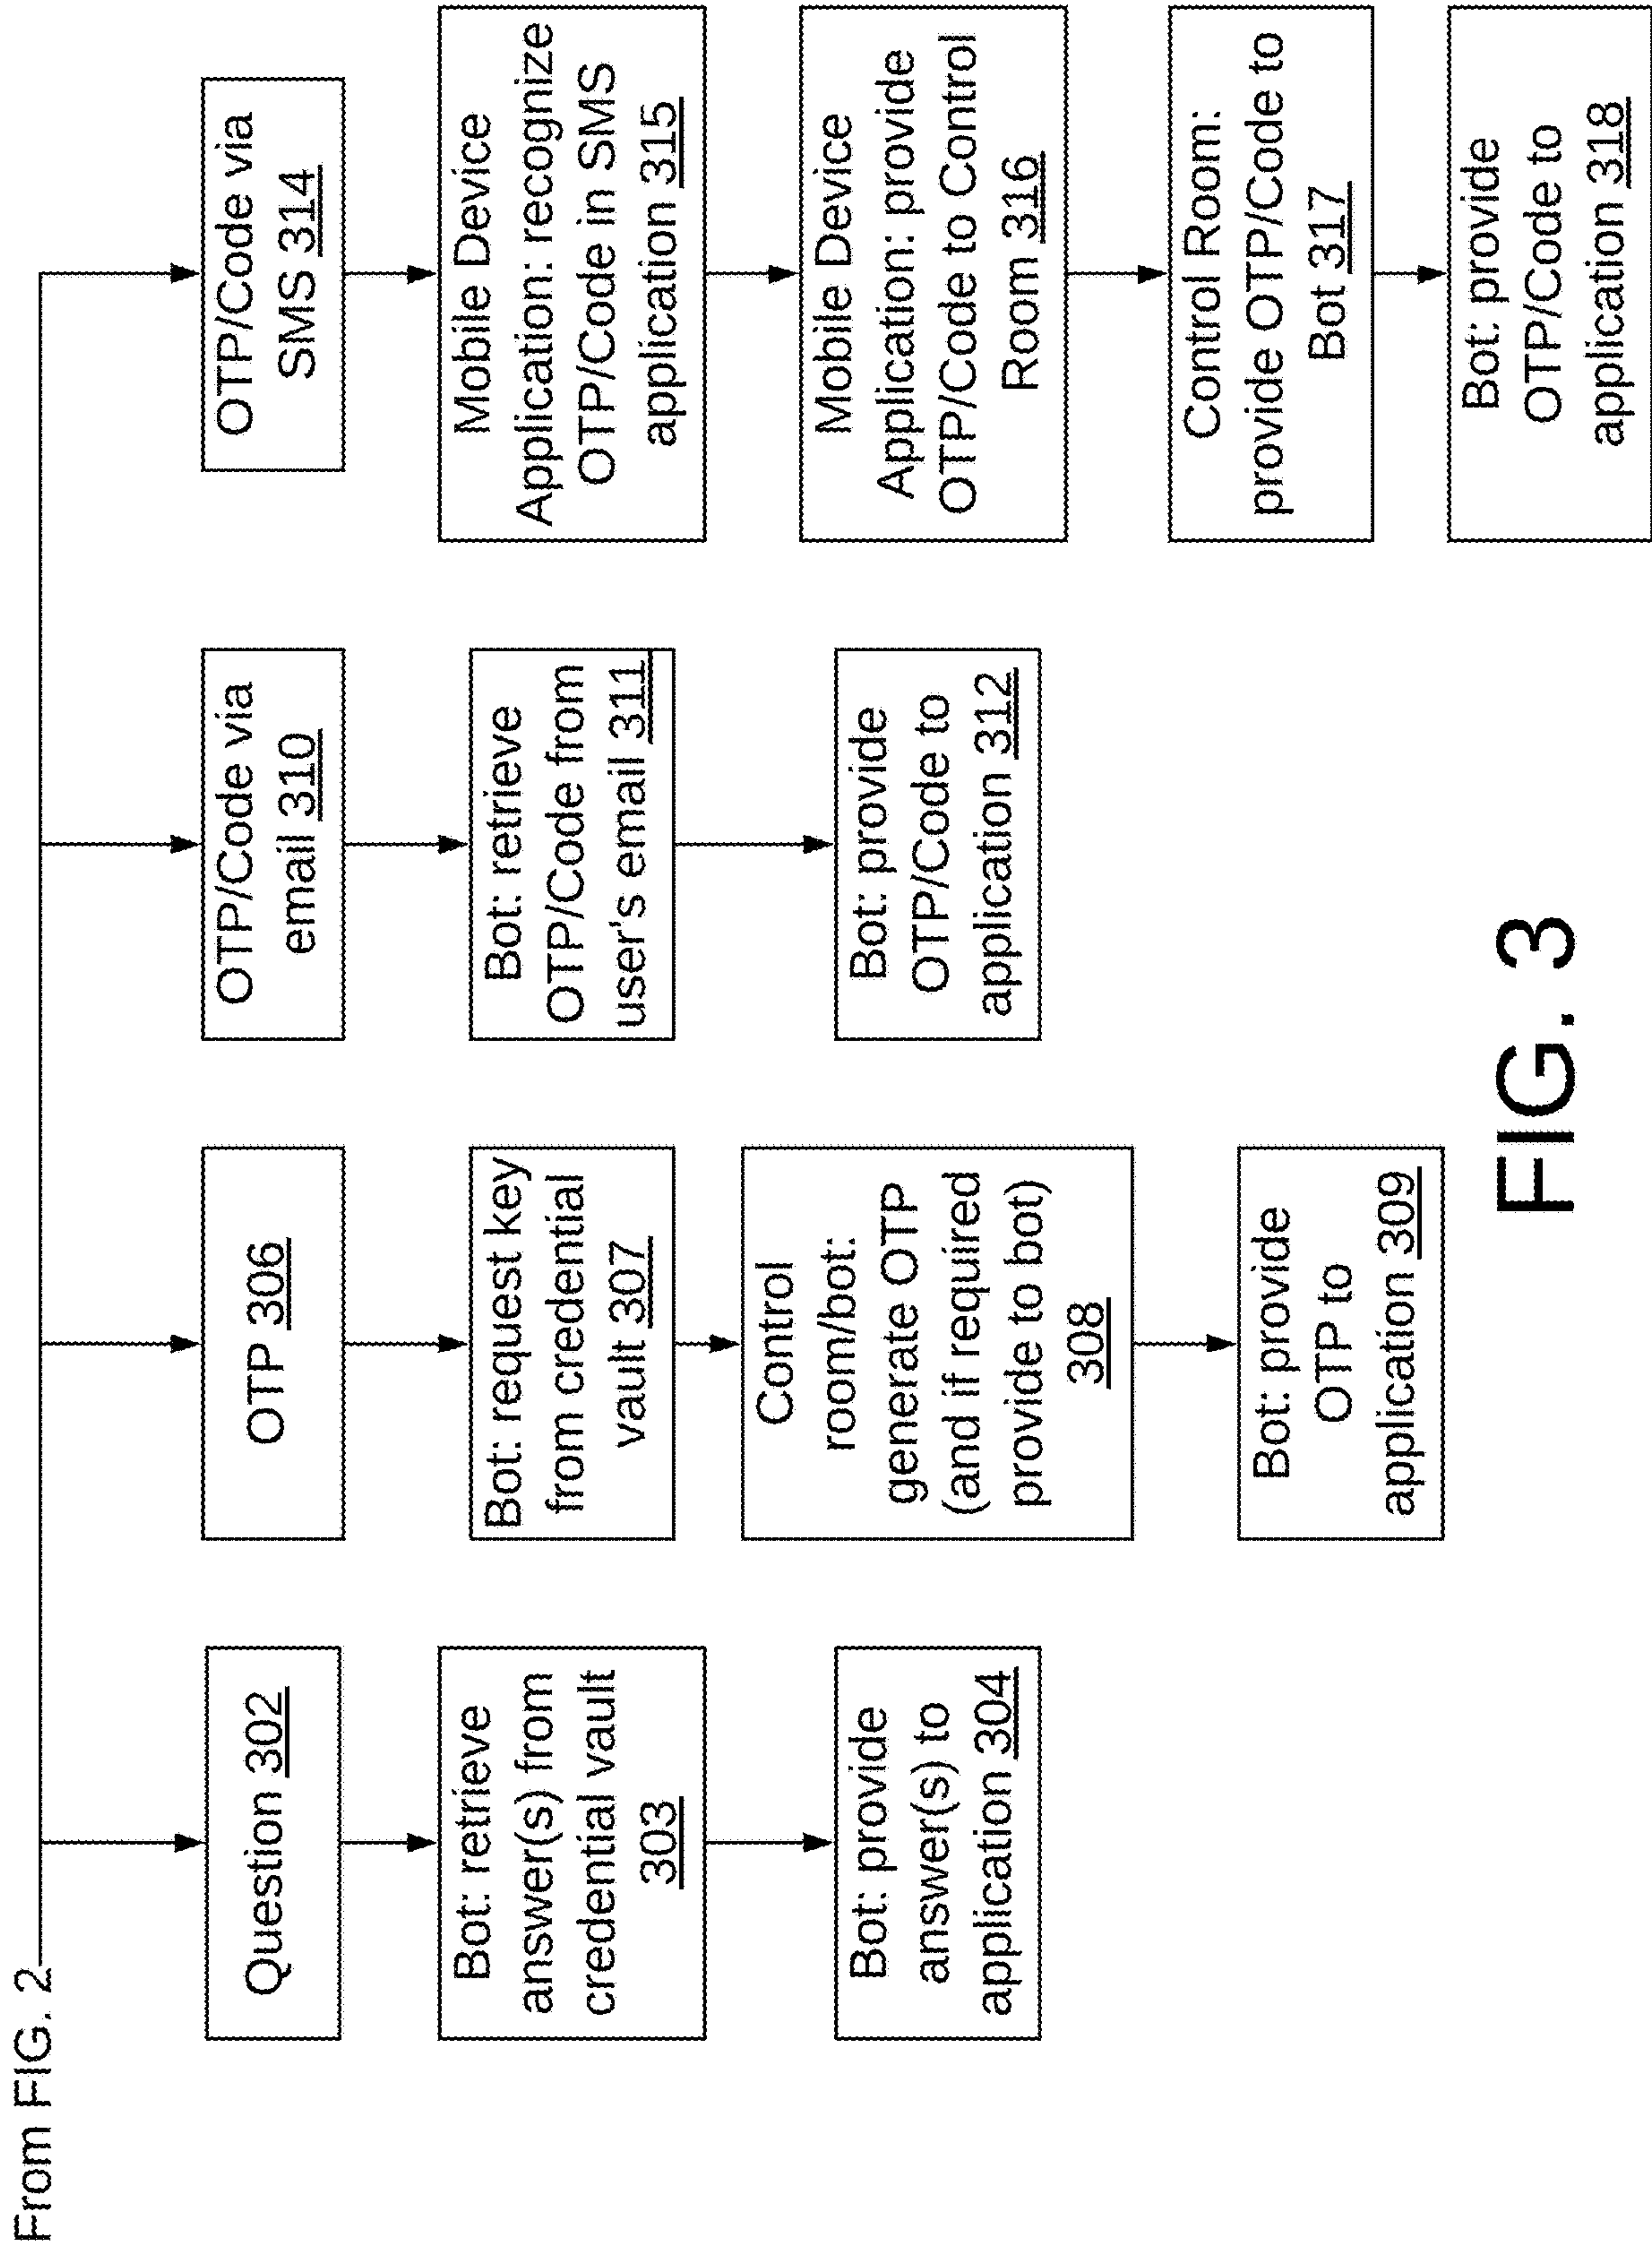 From FIG. 2
Question 302
Bot: retrieve
answer(s) from
credential vault
303
Bot: provide
answer(s) to
application 304
OTP 306
Bot: request key
from credential
vault 307
Control
room/bot:
generate OTP
(and if required
provide to bot)
308
Bot: provide
OTP to
application 309
OTP/Code via
email 310
Bot: retrieve
OTP/Code from
user's email 311
Bot: provide
OTP/Code to
application 312
OTP/Code via
SMS 314
Mobile Device
Application: recognize
OTP/Code in SMS
application 315
Mobile Device
Application: provide
OTP/Code to Control
Room 316
Control Room:
provide OTP/Code to
Bot 317
Bot: provide
OTP/Code to
application 318
FIG. 3